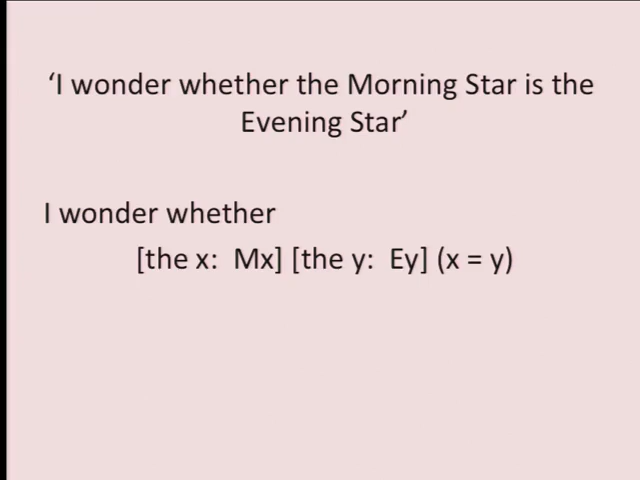 ‘I wonder whether the Morning Star is the
Evening Star’
I wonder whether
[the x: Mx] [the y: Ey] (x = y)